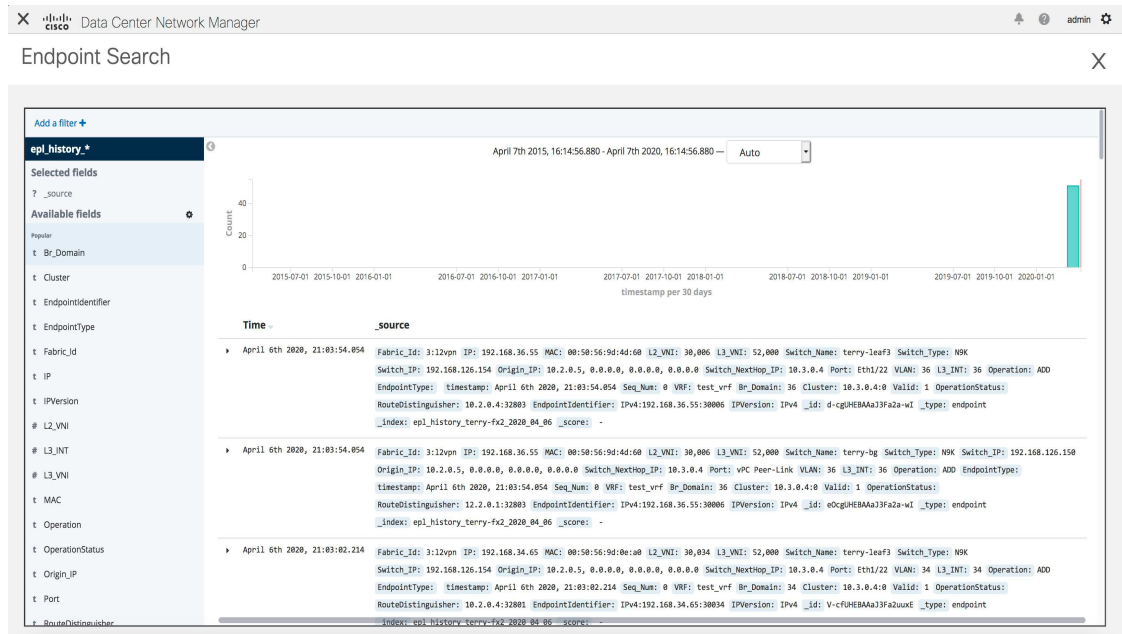 X cisco Data Center Network Manager admin
Endpoint Search X
Add a filter +
epl_history_*
April 7th 2015, 16:14:56.880 - April 7th 2020, 16:14:56.880 — Auto
Selected fields
? _source
Available fields
Popular
t Br_Domain
t Cluster
t EndpointIdentifier
t EndpointType
t Fabric_Id
t IP
t IPVersion
# L2_VNI
# L3_INT
# L3_VNI
t MAC
t Operation
t OperationStatus
t Origin_IP
t Port
t RouteDistinguisher
Count
40
20
0
2015-07-01 2015-10-01 2016-01-01 2016-07-01 2016-10-01 2017-01-01 2017-07-01 2017-10-01 2018-01-01 2018-07-01 2018-10-01 2019-01-01 2019-07-01 2019-10-01 2020-01-01
timestamp per 30 days
Time _source
April 6th 2020, 21:03:54.054 Fabric_Id: 3:l2vpn IP: 192.168.36.55 MAC: 00:50:56:9d:4d:60 L2_VNI: 30,006 L3_VNI: 52,000 Switch_Name: terry-leaf3 Switch_Type: N9K
Switch_IP: 192.168.126.154 Origin_IP: 10.2.0.5, 0.0.0.0, 0.0.0.0, 0.0.0.0 Switch_NextHop_IP: 10.3.0.4 Port: Eth1/22 VLAN: 36 L3_INT: 36 Operation: ADD
EndpointType: timestamp: April 6th 2020, 21:03:54.054 Seq_Num: 0 VRF: test_vrf Br_Domain: 36 Cluster: 10.3.0.4:0 Valid: 1 OperationStatus:
RouteDistinguisher: 10.2.0.4:32803 EndpointIdentifier: IPv4:192.168.36.55:30006 IPVersion: IPv4 _id: d-cgUHEBAAaJ3Fa2a-wI _type: endpoint
_index: epl_history_terry-fx2_2020_04_06 _score: -
April 6th 2020, 21:03:54.054 Fabric_Id: 3:l2vpn IP: 192.168.36.55 MAC: 00:50:56:9d:4d:60 L2_VNI: 30,006 L3_VNI: 52,000 Switch_Name: terry-bg Switch_Type: N9K Switch_IP: 192.168.126.150
Origin_IP: 10.2.0.5, 0.0.0.0, 0.0.0.0, 0.0.0.0 Switch_NextHop_IP: 10.3.0.4 Port: vPC Peer-Link VLAN: 36 L3_INT: 36 Operation: ADD EndpointType:
timestamp: April 6th 2020, 21:03:54.054 Seq_Num: 0 VRF: test_vrf Br_Domain: 36 Cluster: 10.3.0.4:0 Valid: 1 OperationStatus:
RouteDistinguisher: 12.2.0.1:32803 EndpointIdentifier: IPv4:192.168.36.55:30006 IPVersion: IPv4 _id: eOcgUHEBAAaJ3Fa2a-wI _type: endpoint
_index: epl_history_terry-fx2_2020_04_06 _score: -
April 6th 2020, 21:03:02.214 Fabric_Id: 3:l2vpn IP: 192.168.34.65 MAC: 00:50:56:9d:0e:a0 L2_VNI: 30,034 L3_VNI: 52,000 Switch_Name: terry-leaf3 Switch_Type: N9K
Switch_IP: 192.168.126.154 Origin_IP: 10.2.0.5, 0.0.0.0, 0.0.0.0, 0.0.0.0 Switch_NextHop_IP: 10.3.0.4 Port: Eth1/22 VLAN: 34 L3_INT: 34 Operation: ADD
EndpointType: timestamp: April 6th 2020, 21:03:02.214 Seq_Num: 0 VRF: test_vrf Br_Domain: 34 Cluster: 10.3.0.4:0 Valid: 1 OperationStatus:
RouteDistinguisher: 10.2.0.4:32801 EndpointIdentifier: IPv4:192.168.34.65:30034 IPVersion: IPv4 _id: V-cfUHEBAAaJ3Fa2uuxE _type: endpoint
_index: epl_history_terry-fx2_2020_04_06 _score: -